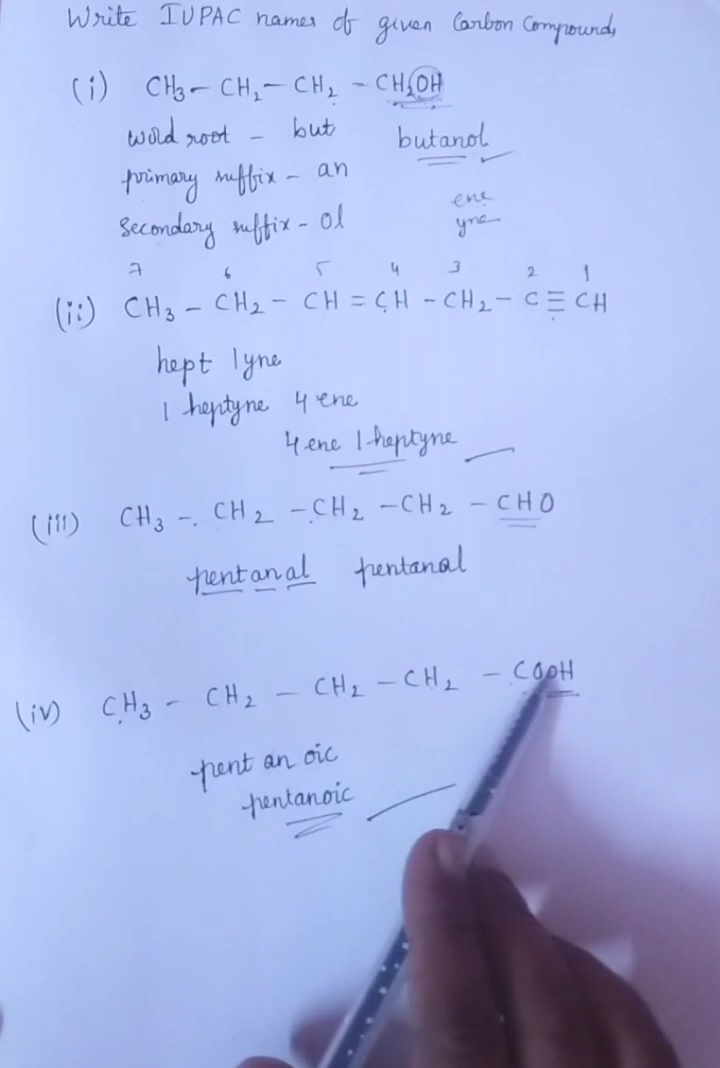 Write IUPAC names of given Carbon Compounds
(i) CH₃ – CH₂ – CH₂ – CH₂OH
word root – but butanol
primary suffix – an
secondary suffix – ol
ene
yne
7 6 5 4 3 2 1
(ii) CH₃ – CH₂ – CH = CH – CH₂ – C ≡ CH
hept 1yne
1 heptyne 4 ene
4 ene 1 heptyne
(iii) CH₃ – CH₂ – CH₂ – CH₂ – CHO
pent an al pentanal
(iv) CH₃ – CH₂ – CH₂ – CH₂ – COOH
pent an oic
pentanoic